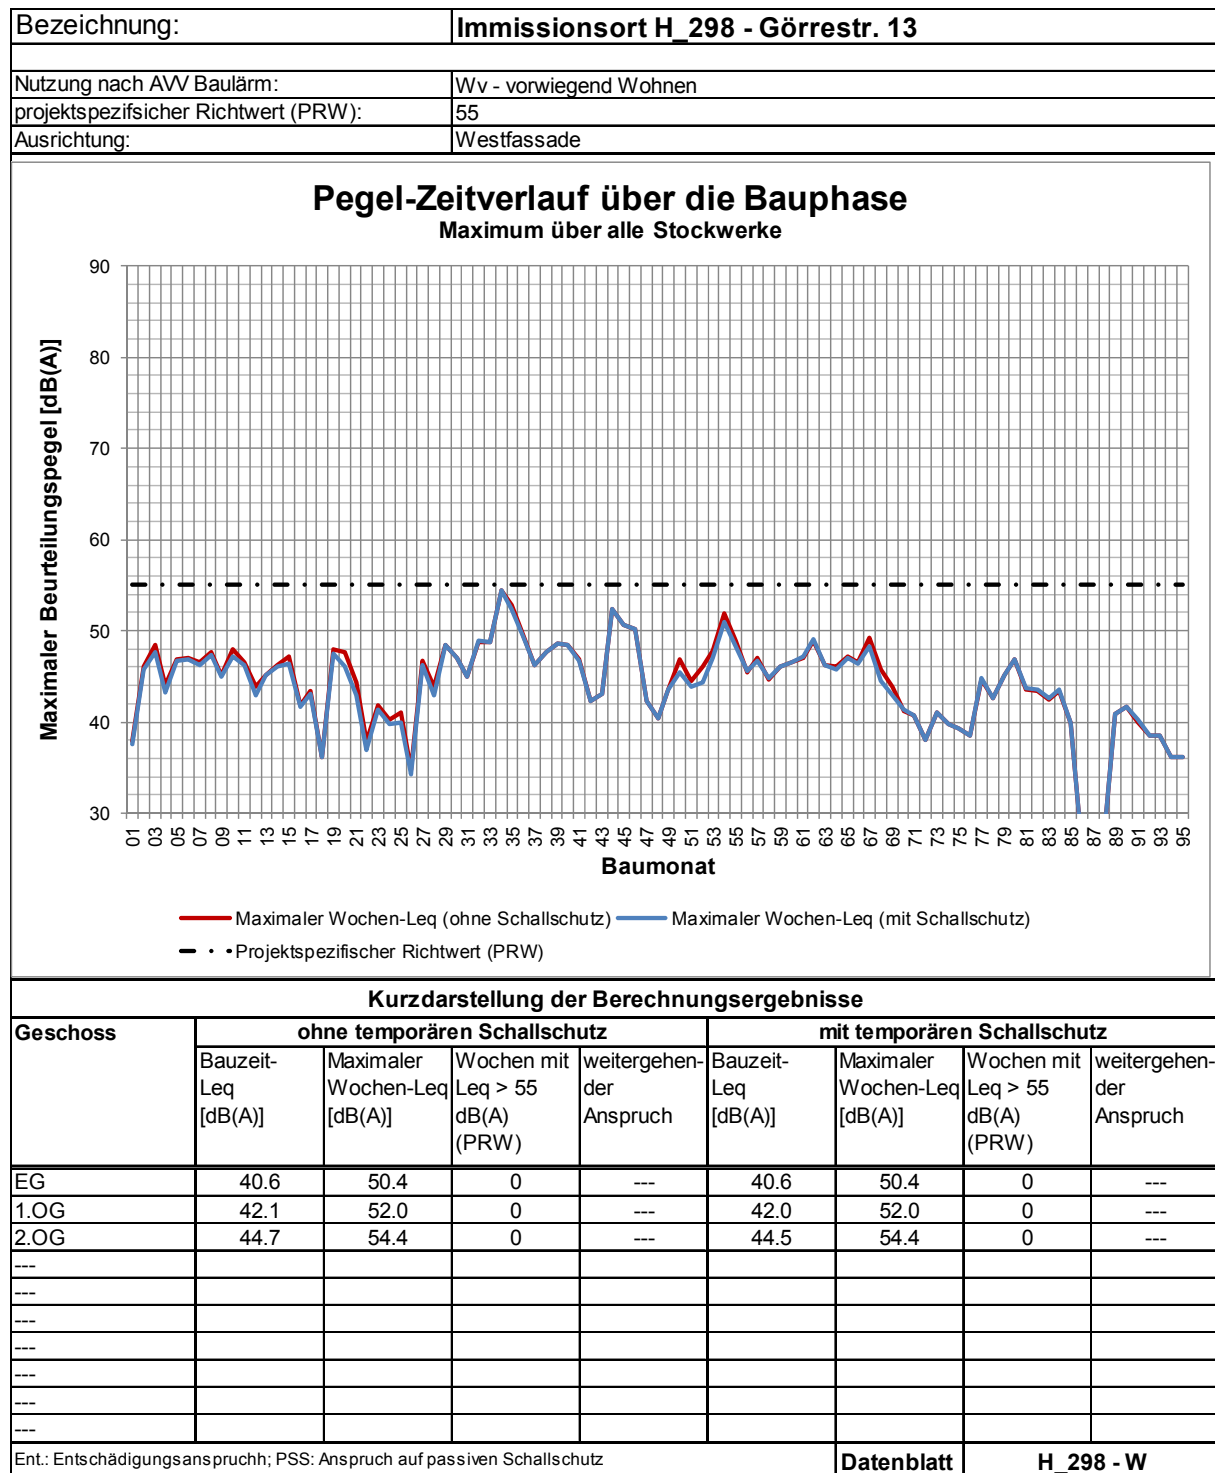 Bezeichnung: Immissionsort H_298 - Görrestr. 13
Nutzung nach AVV Baulärm: Wv - vorwiegend Wohnen
projektspezifsicher Richtwert (PRW): 55
Ausrichtung: Westfassade
Pegel-Zeitverlauf über die Bauphase
Maximum über alle Stockwerke
Maximaler Beurteilungspegel [dB(A)]
90
80
70
60
50
40
30
01 03 05 07 09 11 13 15 17 19 21 23 25 27 29 31 33 35 37 39 41 43 45 47 49 51 53 55 57 59 61 63 65 67 69 71 73 75 77 79 81 83 85 87 89 91 93 95
Baumonat
Maximaler Wochen-Leq (ohne Schallschutz) Maximaler Wochen-Leq (mit Schallschutz)
Projektspezifischer Richtwert (PRW)
Kurzdarstellung der Berechnungsergebnisse
Geschoss ohne temporären Schallschutz mit temporären Schallschutz
Bauzeit- Maximaler Wochen mit weitergehen- Bauzeit- Maximaler Wochen mit weitergehen-
Leq Wochen-Leq Leq > 55 der Leq Wochen-Leq Leq > 55 der
[dB(A)] [dB(A)] dB(A) Anspruch [dB(A)] [dB(A)] dB(A) Anspruch
(PRW) (PRW)
EG 40.6 50.4 0 --- 40.6 50.4 0 ---
1.OG 42.1 52.0 0 --- 42.0 52.0 0 ---
2.OG 44.7 54.4 0 --- 44.5 54.4 0 ---
---
---
---
---
---
---
---
Ent.: Entschädigungsanspruchh; PSS: Anspruch auf passiven Schallschutz Datenblatt H_298 - W